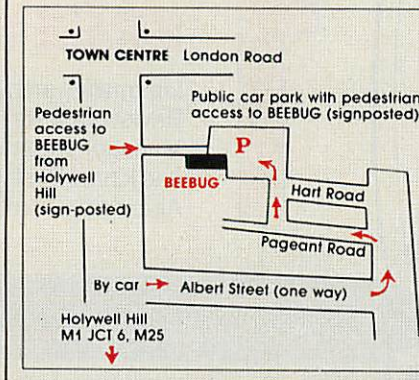 TOWN CENTRE London Road
Public car park with pedestrian
access to BEEBUG (signposted)
Pedestrian
access to
BEEBUG
from
Holywell
Hill
(sign-posted)
P
BEEBUG
Hart Road
Pageant Road
By car
Albert Street (one way)
Holywell Hill
M1 JCT 6, M25